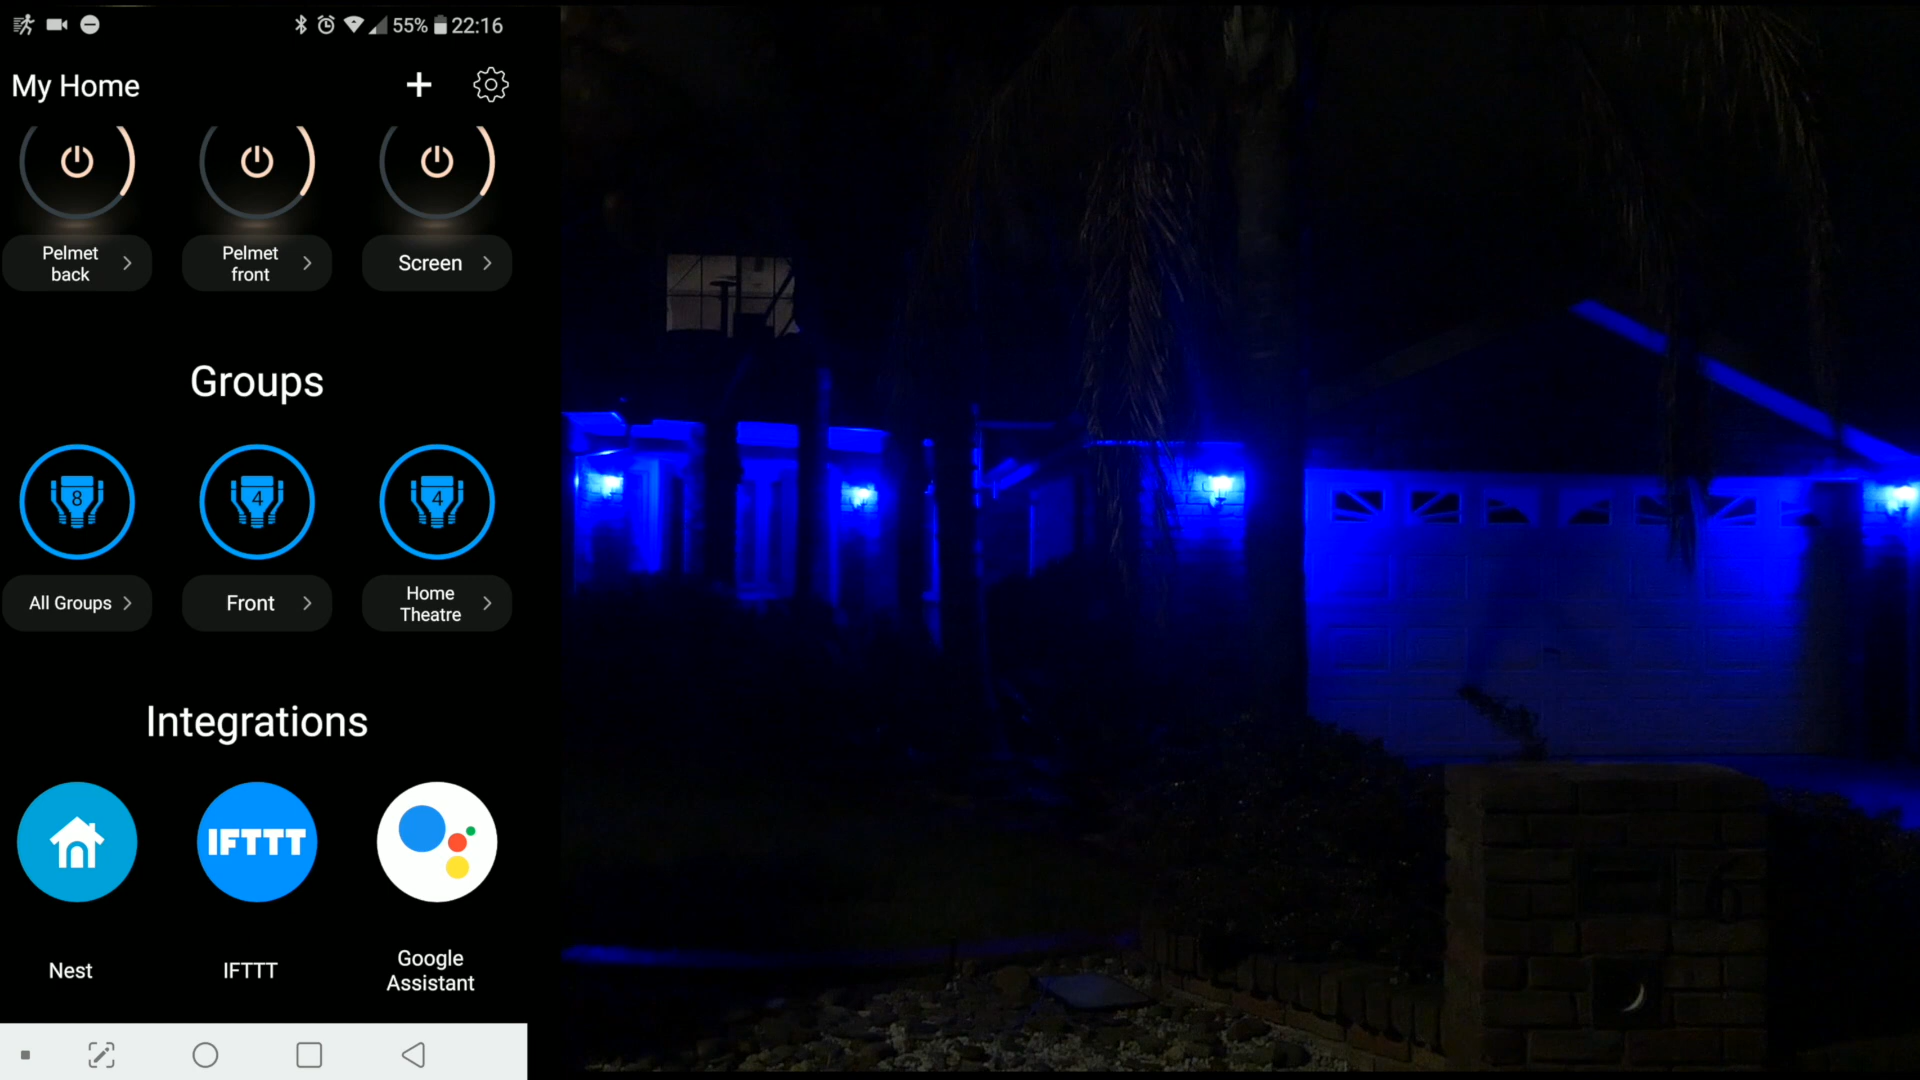 55% 22:16
My Home
Pelmet
back
Pelmet
front
Screen
Groups
8
4
4
All Groups
Front
Home
Theatre
Integrations
IFTTT
Nest
IFTTT
Google
Assistant